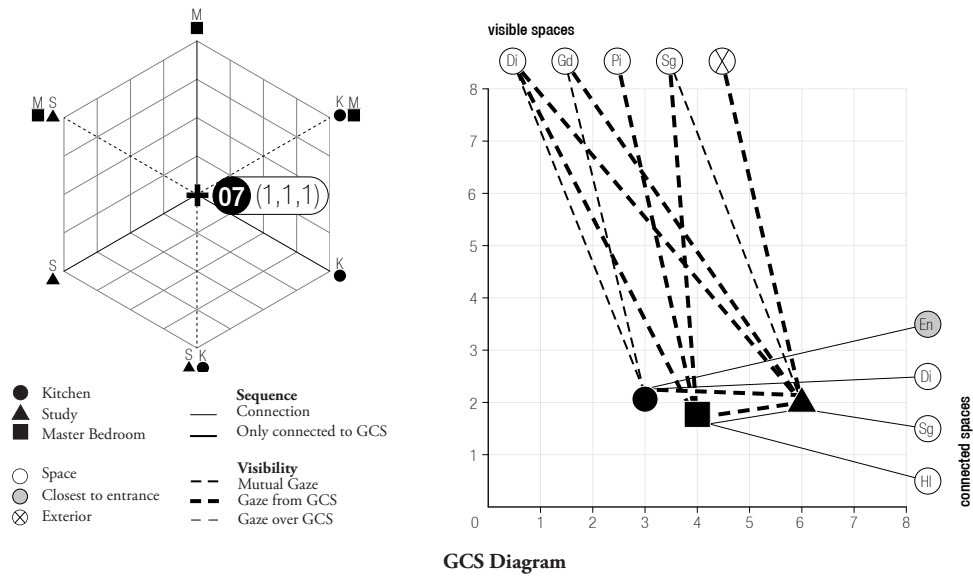 M
M S
K M
07 (1,1,1)
S
K
S K
Kitchen
Study
Master Bedroom
Space
Closest to entrance
Exterior
Sequence
Connection
Only connected to GCS
Visibility
Mutual Gaze
Gaze from GCS
Gaze over GCS
visible spaces
Di Gd Pi Sg
8
7
6
5
4
3
2
1
0 1 2 3 4 5 6 7 8
En
Di
Sg
Hl
connected spaces
GCS Diagram